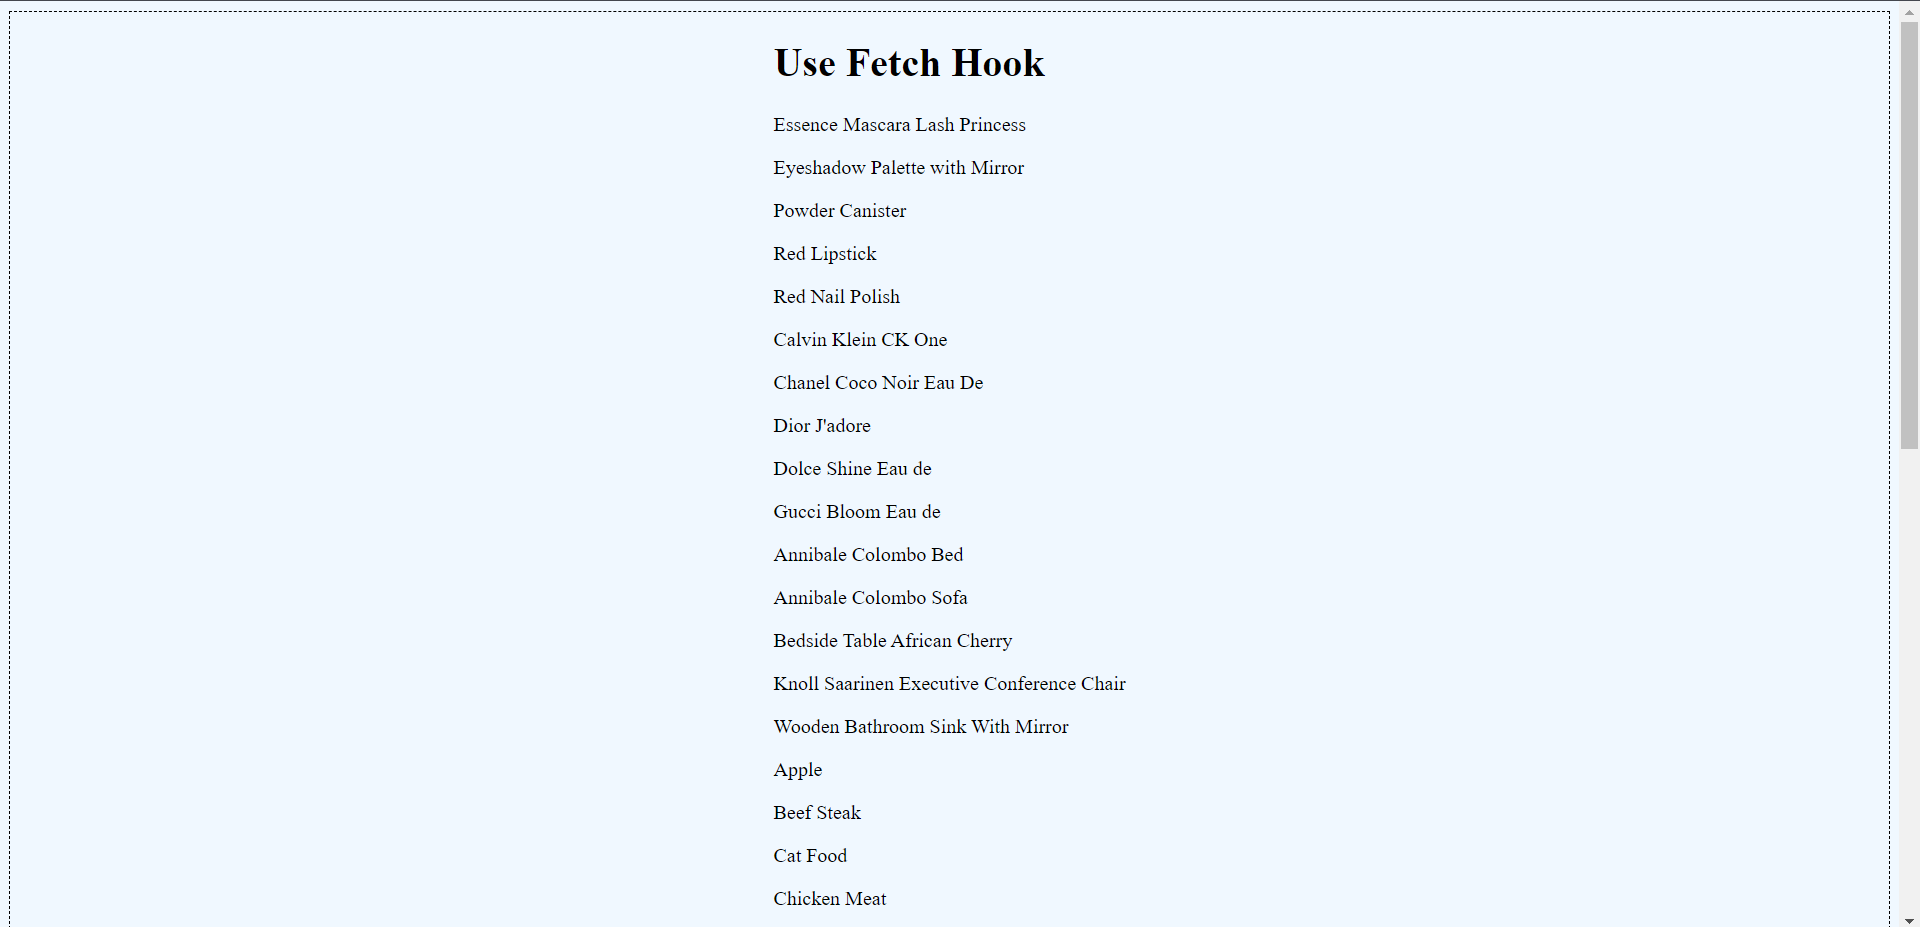 Use Fetch Hook
Essence Mascara Lash Princess
Eyeshadow Palette with Mirror
Powder Canister
Red Lipstick
Red Nail Polish
Calvin Klein CK One
Chanel Coco Noir Eau De
Dior J'adore
Dolce Shine Eau de
Gucci Bloom Eau de
Annibale Colombo Bed
Annibale Colombo Sofa
Bedside Table African Cherry
Knoll Saarinen Executive Conference Chair
Wooden Bathroom Sink With Mirror
Apple
Beef Steak
Cat Food
Chicken Meat